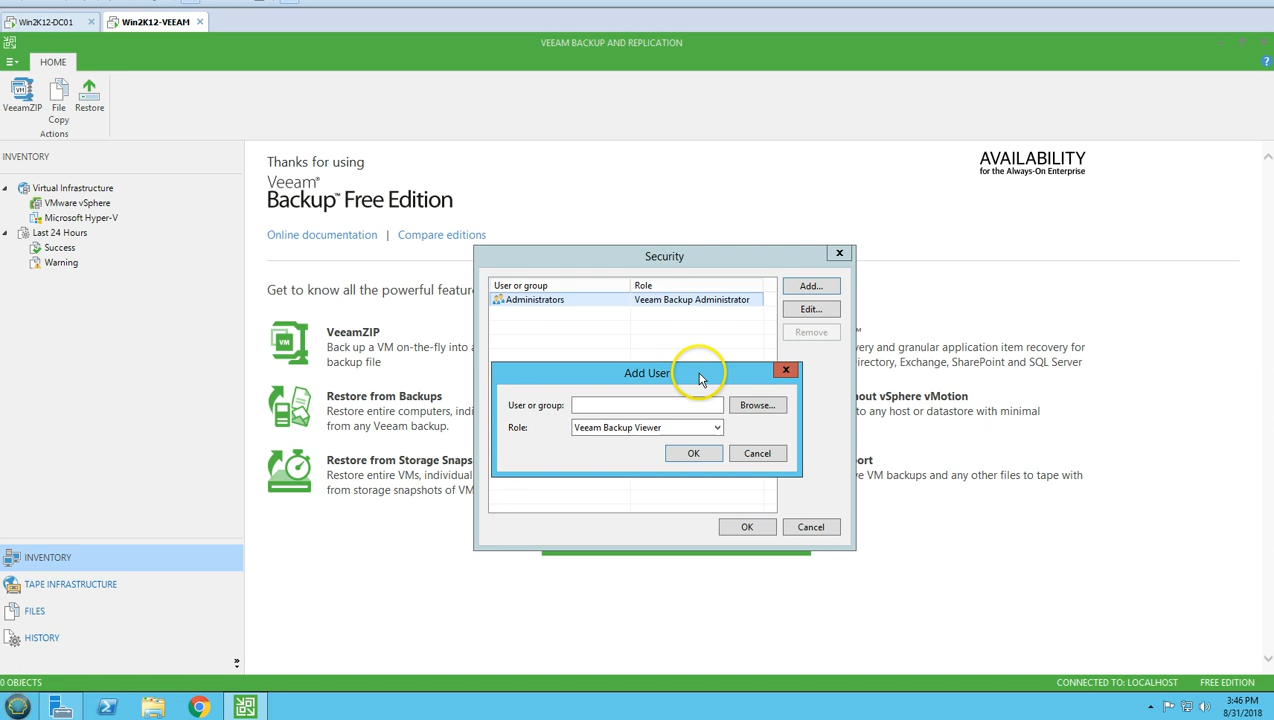 Win2K12-DC01
Win2K12-VEEAM
VEEAM BACKUP AND REPLICATION
HOME
VeeamZIP
File Copy
Restore
Actions
INVENTORY
Virtual Infrastructure
VMware vSphere
Microsoft Hyper-V
Last 24 Hours
Success
Warning
Thanks for using
Veeam®
Backup™ Free Edition
AVAILABILITY
for the Always-On Enterprise
Online documentation
Compare editions
Get to know all the powerful featur
VeeamZIP
Back up a VM on-the-fly into
backup file
Restore from Backups
Restore entire computers, indi
from any Veeam backup.
Restore from Storage Snaps
Restore entire VMs, individual
from storage snapshots of VM
™
very and granular application item recovery for
irectory, Exchange, SharePoint and SQL Server
hout vSphere vMotion
to any host or datastore with minimal
port
ve VM backups and any other files to tape with
Security
User or group
Role
Administrators
Veeam Backup Administrator
Add...
Edit...
Remove
Add User
User or group:
Browse...
Role:
Veeam Backup Viewer
OK
Cancel
OK
Cancel
INVENTORY
TAPE INFRASTRUCTURE
FILES
HISTORY
0 OBJECTS
CONNECTED TO: LOCALHOST
FREE EDITION
3:46 PM
8/31/2018